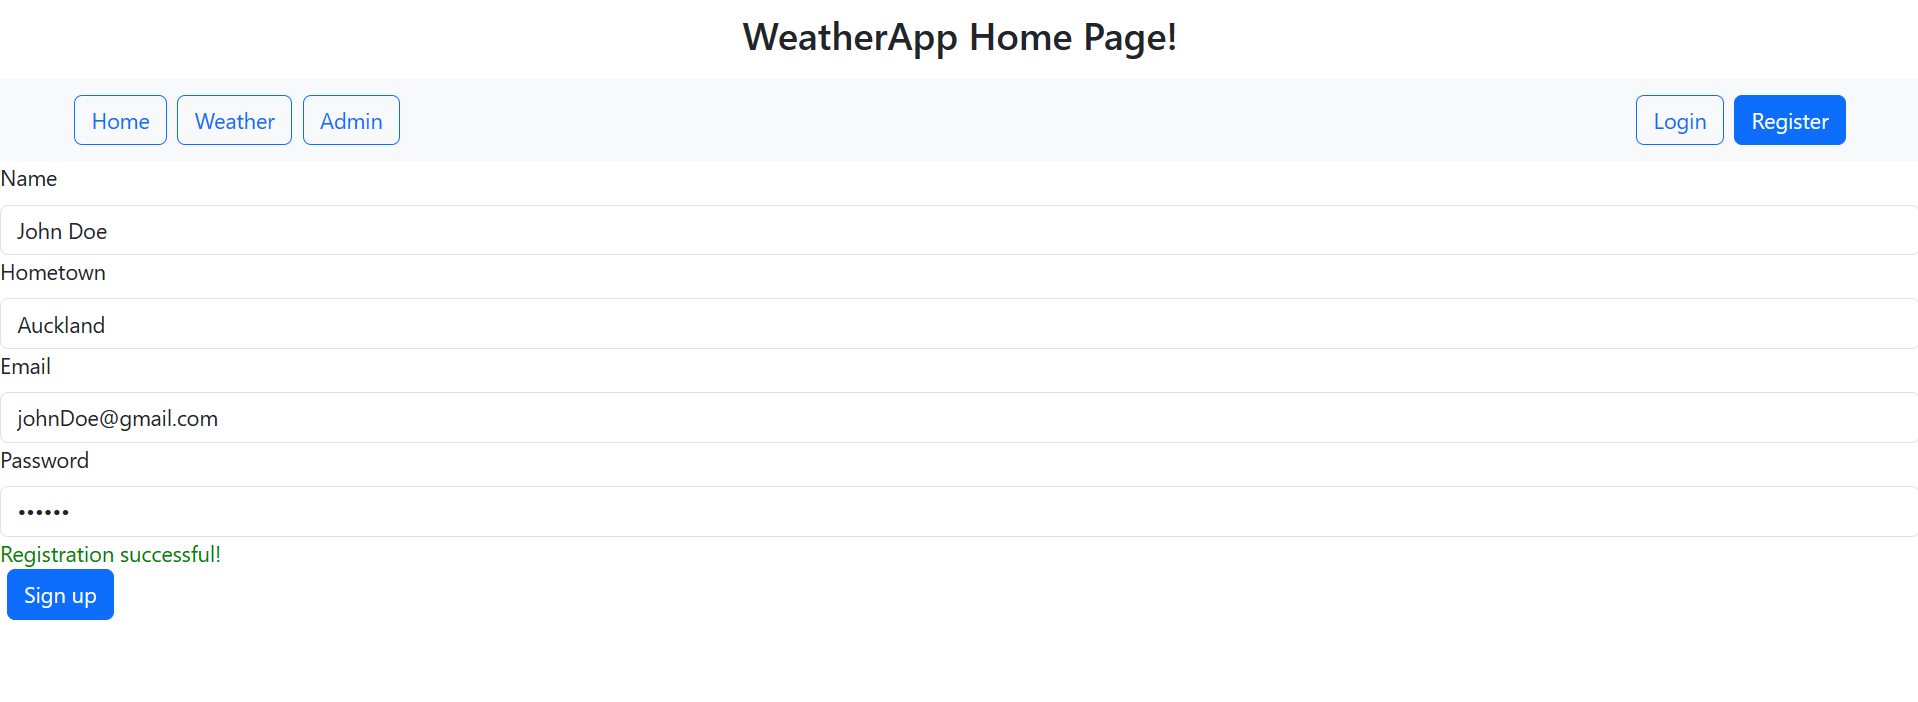 WeatherApp Home Page!
Home Weather Admin Login Register
Name
John Doe
Hometown
Auckland
Email
johnDoe@gmail.com
Password
••••••
Registration successful!
Sign up